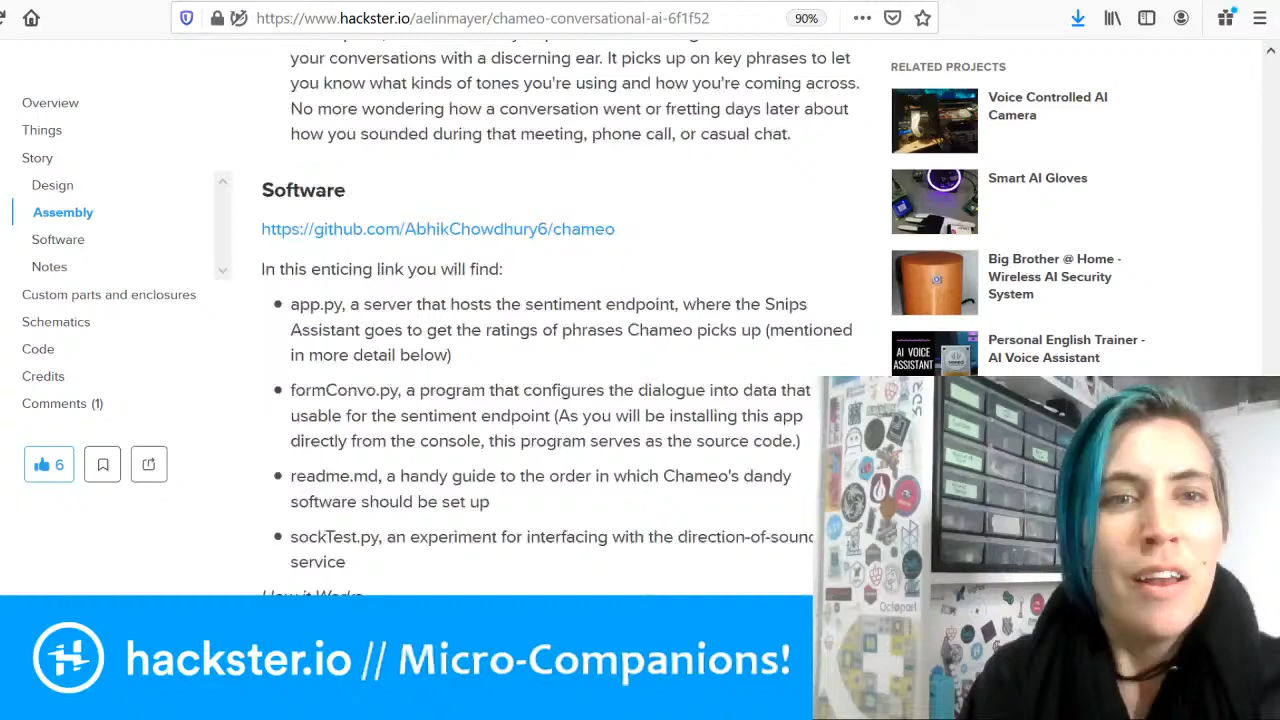 https://www.hackster.io/aelinmayer/chameo-conversational-ai-6f1f52
90%
your conversations with a discerning ear. It picks up on key phrases to let
you know what kinds of tones you're using and how you're coming across.
No more wondering how a conversation went or fretting days later about
how you sounded during that meeting, phone call, or casual chat.
Overview
Things
Story
Design
Assembly
Software
Notes
Custom parts and enclosures
Schematics
Code
Credits
Comments (1)
6
Software
https://github.com/AbhikChowdhury6/chameo
In this enticing link you will find:
app.py, a server that hosts the sentiment endpoint, where the Snips
Assistant goes to get the ratings of phrases Chameo picks up (mentioned
in more detail below)
formConvo.py, a program that configures the dialogue into data that
usable for the sentiment endpoint (As you will be installing this app
directly from the console, this program serves as the source code.)
readme.md, a handy guide to the order in which Chameo's dandy
software should be set up
sockTest.py, an experiment for interfacing with the direction-of-sound
service
How it Works
RELATED PROJECTS
Voice Controlled AI
Camera
Smart AI Gloves
Big Brother @ Home -
Wireless AI Security
System
AI VOICE
ASSISTANT
Personal English Trainer -
AI Voice Assistant
SDR
Octopart
hackster.io // Micro-Companions!